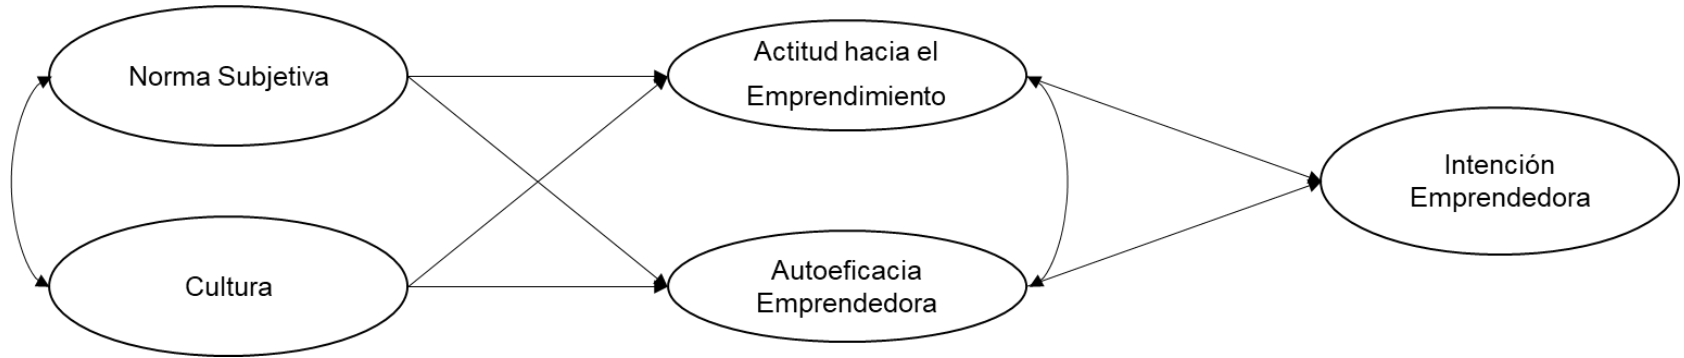 Norma Subjetiva
Actitud hacia el
Emprendimiento
Intención
Emprendedora
Cultura
Autoeficacia
Emprendedora